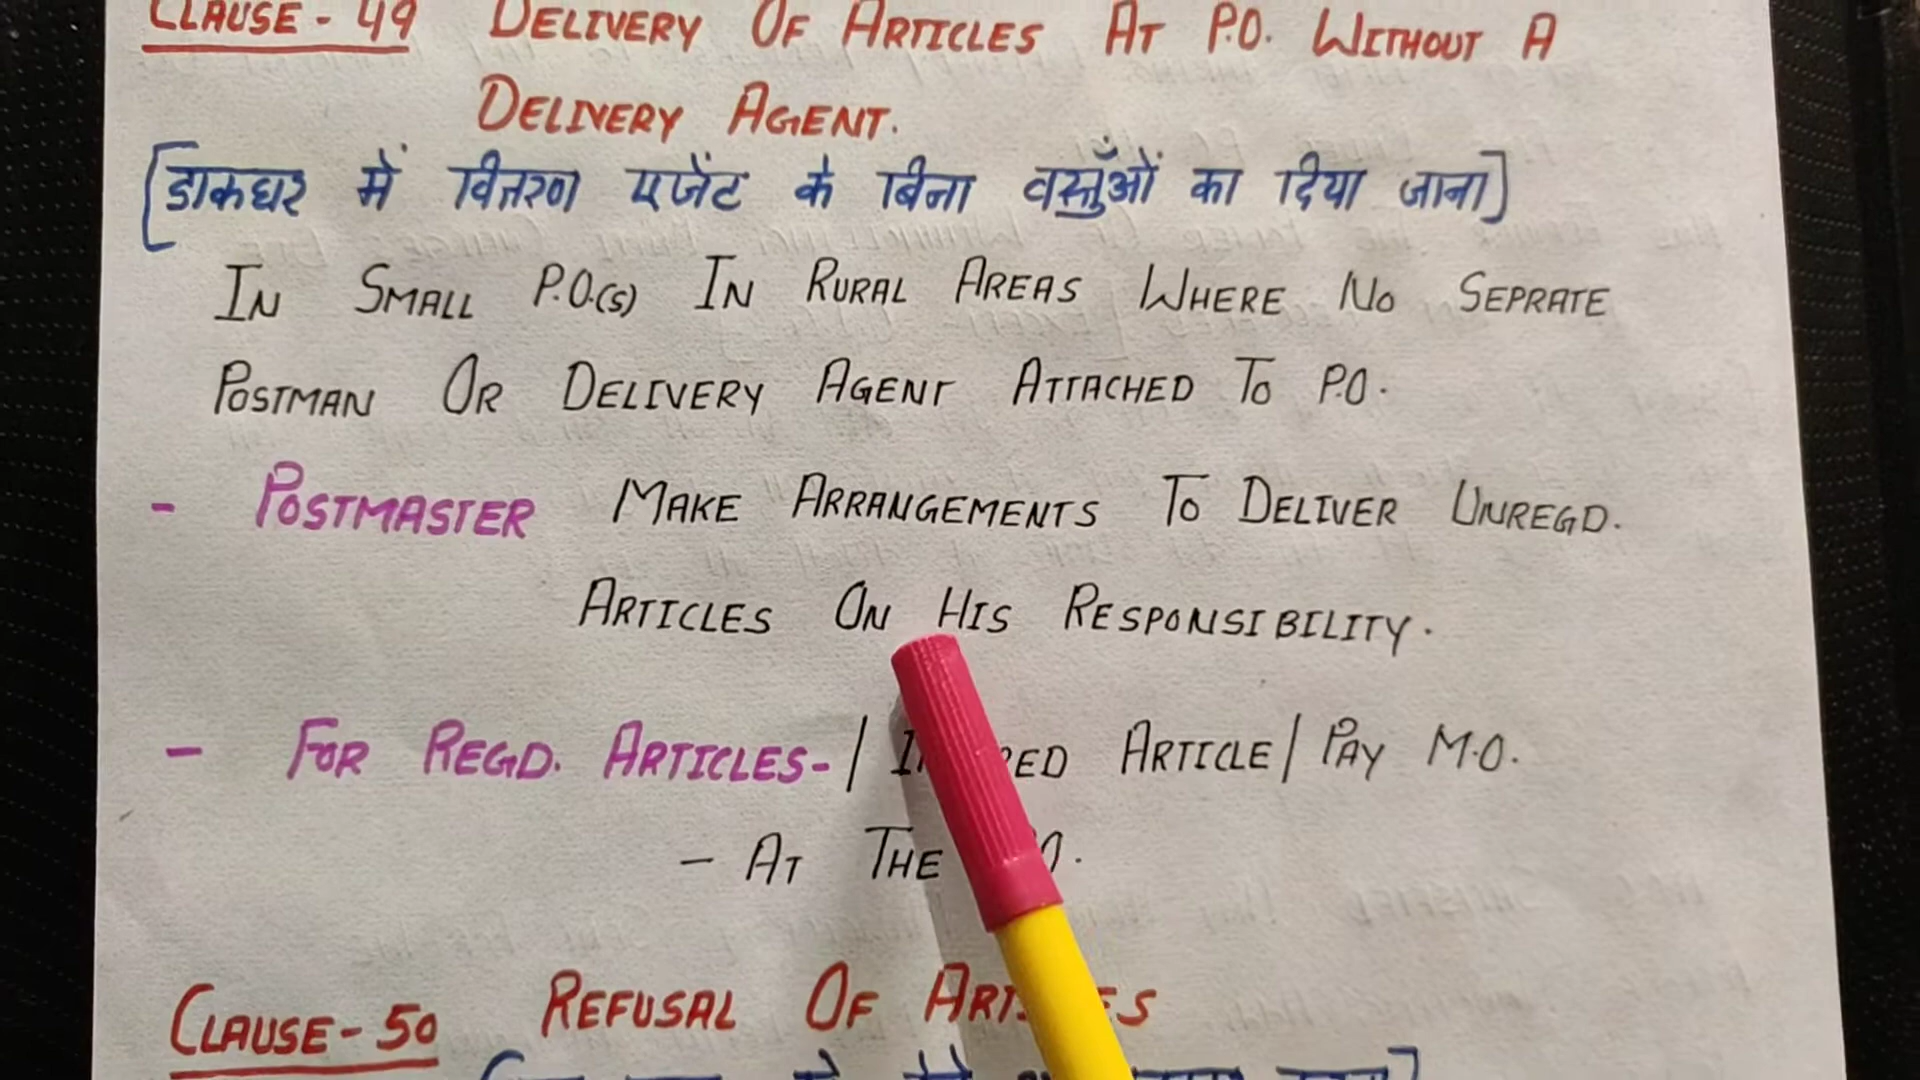 CLAUSE - 49 DELIVERY OF ARTICLES AT P.O. WITHOUT A
DELIVERY AGENT.
[डाकघर में वितरण एजेंट के बिना वस्तुँओं का दिया जाना]
IN SMALL P.O.(S) IN RURAL AREAS WHERE NO SEPRATE
POSTMAN OR DELIVERY AGENT ATTACHED TO P.O.
- POSTMASTER MAKE ARRANGEMENTS TO DELIVER UNREGD.
ARTICLES ON HIS RESPONSIBILITY.
- FOR REGD. ARTICLES- / ARTICLE / PAY M.O.
- AT THE
CLAUSE - 50 REFUSAL OF